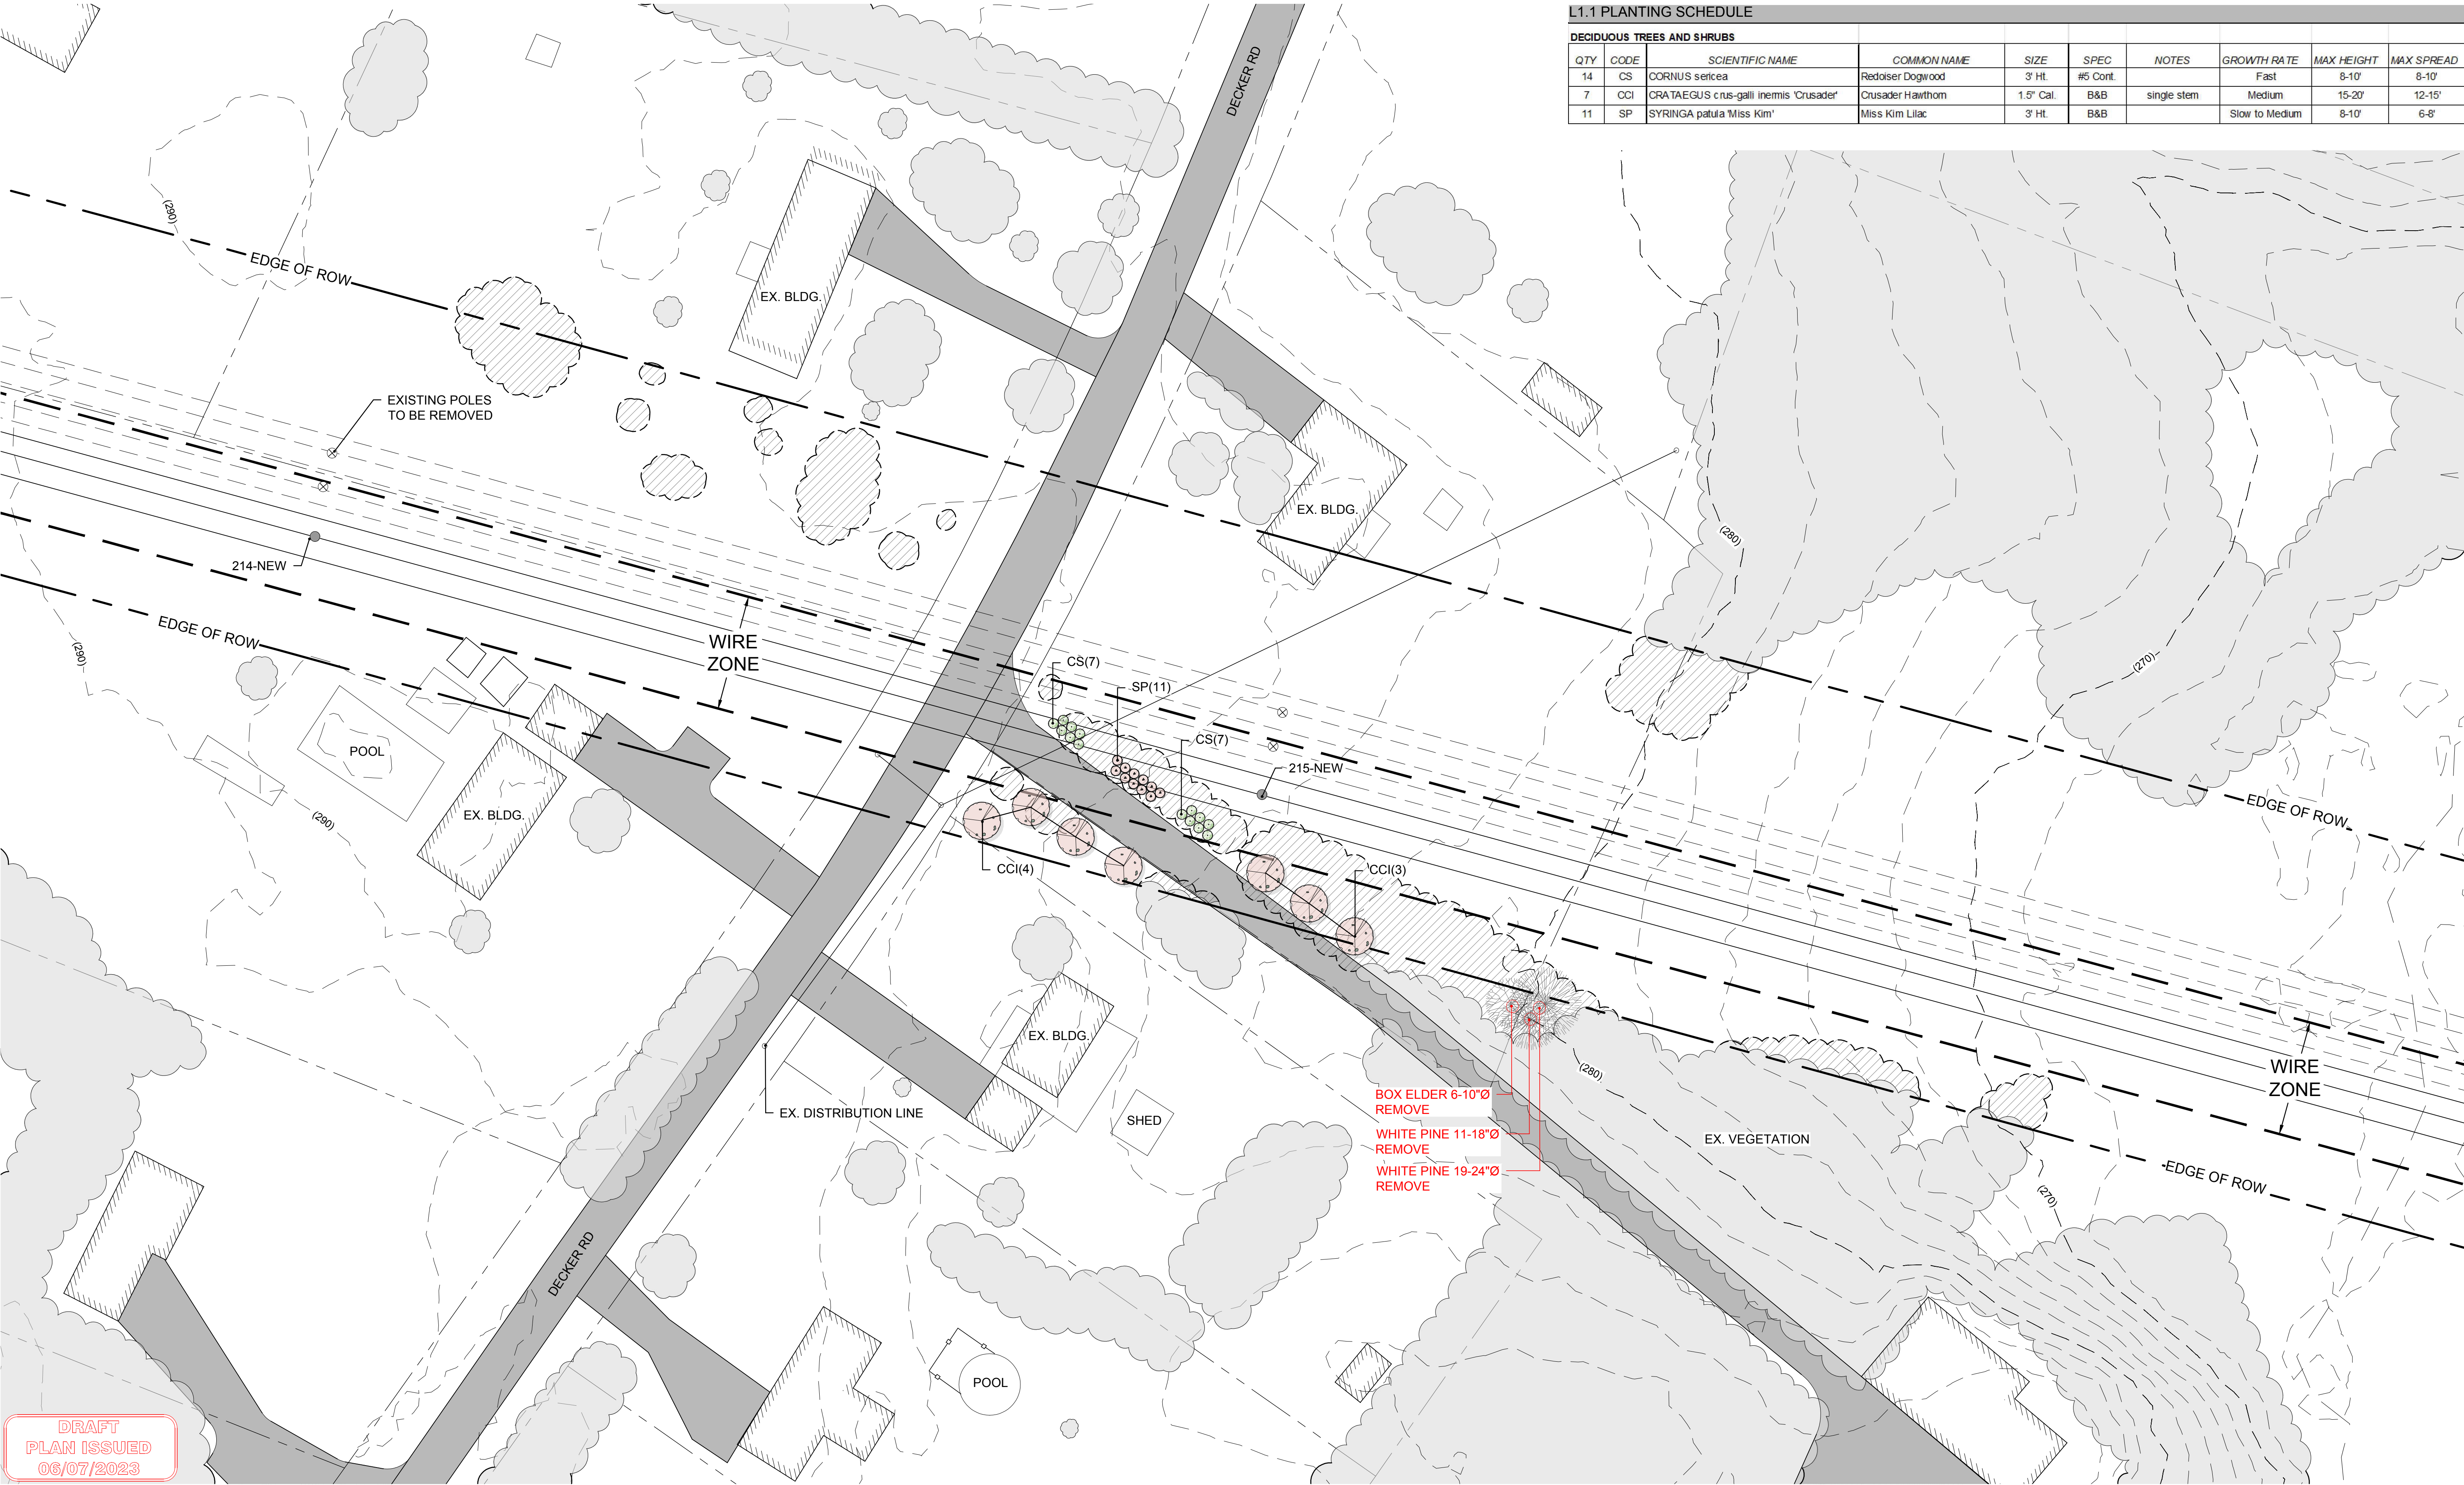 L1.1 PLANTING SCHEDULE
DECIDUOUS TREES AND SHRUBS
QTY CODE SCIENTIFIC NAME COMMON NAME SIZE SPEC NOTES GROWTH RATE MAX HEIGHT MAX SPREAD
14 CS CORNUS sericea Redoiser Dogwood 3' Ht. #5 Cont. Fast 8-10' 8-10'
7 CCI CRATAEGUS crus-galli inermis 'Crusader' Crusader Hawthorn 1.5" Cal. B&B single stem Medium 15-20' 12-15'
11 SP SYRINGA patula 'Miss Kim' Miss Kim Lilac 3' Ht. B&B Slow to Medium 8-10' 6-8'
DECKER RD
(290)
EDGE OF ROW
EX. BLDG.
EXISTING POLES
TO BE REMOVED
EX. BLDG.
(280)
214-NEW
EDGE OF ROW
(290)
WIRE
ZONE
CS(7)
SP(11)
(270)
CS(7)
POOL
215-NEW
EX. BLDG.
(290)
EDGE OF ROW
CCI(4)
CCI(3)
EX. BLDG.
(280)
WIRE
ZONE
BOX ELDER 6-10"Ø
REMOVE
EX. DISTRIBUTION LINE
SHED
WHITE PINE 11-18"Ø
REMOVE
EX. VEGETATION
WHITE PINE 19-24"Ø
REMOVE
EDGE OF ROW
(270)
DECKER RD
POOL
DRAFT
PLAN ISSUED
06/07/2023